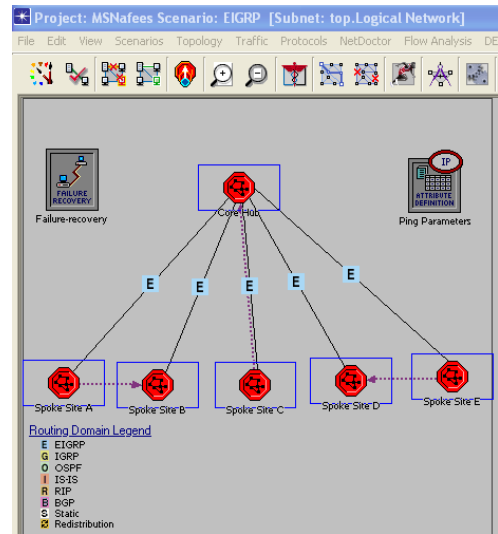 Project: MSNafees Scenario: EIGRP [Subnet: top.Logical Network]
File Edit View Scenarios Topology Traffic Protocols NetDoctor Flow Analysis DE
FAILURE
RECOVERY
IP
ATTRIBUTE
DEFINITION
Failure-recovery
Core Hub
Ping Parameters
E E E E E
Spoke Site A Spoke Site B Spoke Site C Spoke Site D Spoke Site E
Routing Domain Legend
E EIGRP
G IGRP
O OSPF
I IS-IS
R RIP
B BGP
S Static
Redistribution